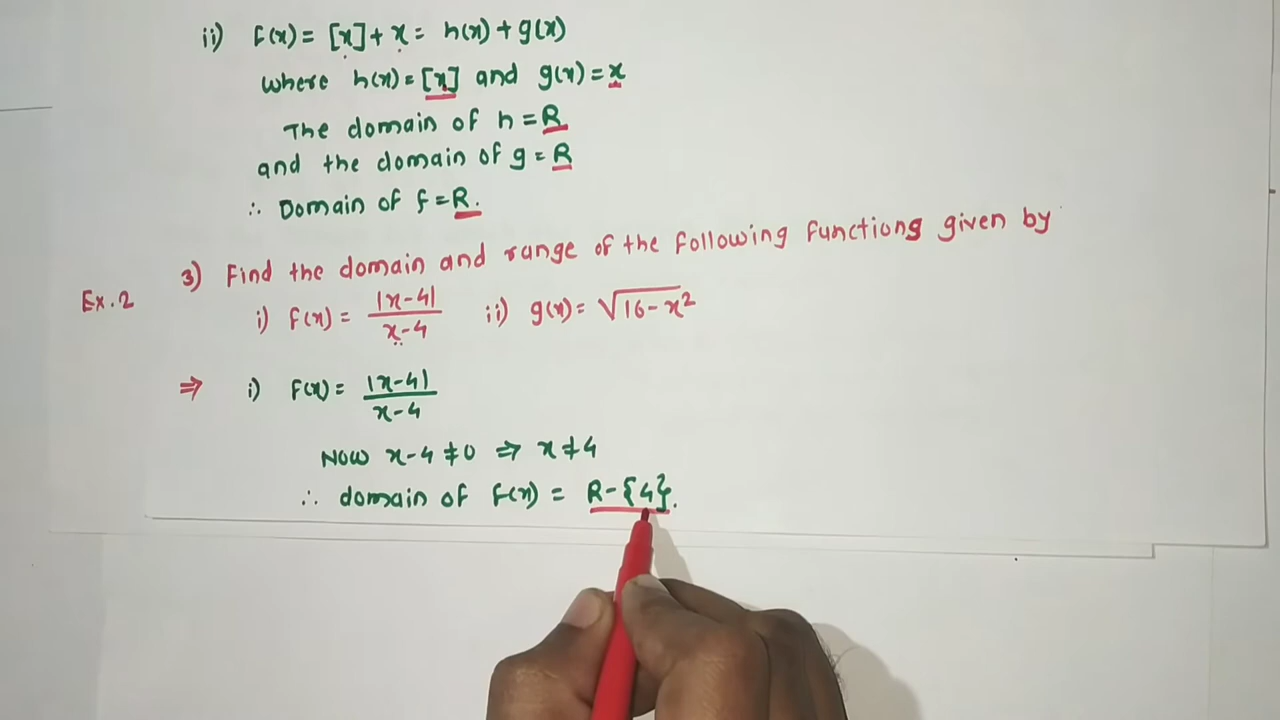 ii) f(x) = [x] + x = h(x) + g(x)
where h(x) = [x] and g(x) = x
The domain of h = R
and the domain of g = R
∴ Domain of f = R.
3) Find the domain and range of the following functions given by
Ex. 2
i) f(x) = |x-4| / x-4 ii) g(x) = √16-x²
⇒ i) f(x) = |x-4| / x-4
Now x-4 ≠ 0 ⇒ x ≠ 4
∴ domain of f(x) = R-{4}.